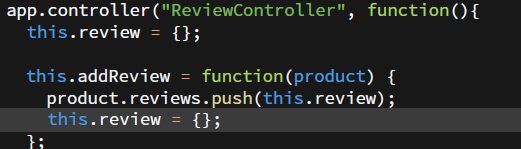 app.controller("ReviewController", function(){
  this.review = {};

  this.addReview = function(product) {
    product.reviews.push(this.review);
    this.review = {};
  };